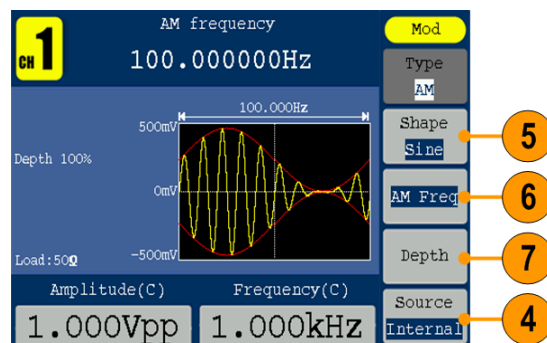 CH 1
AM frequency
100.000000Hz
Mod
Type
AM
100.000Hz
500mV
Shape
Sine
5
Depth 100%
0mV
AM Freq
6
Load:50Ω
-500mV
Depth
7
Amplitude(C)
Frequency(C)
Source
Internal
4
1.000Vpp
1.000kHz